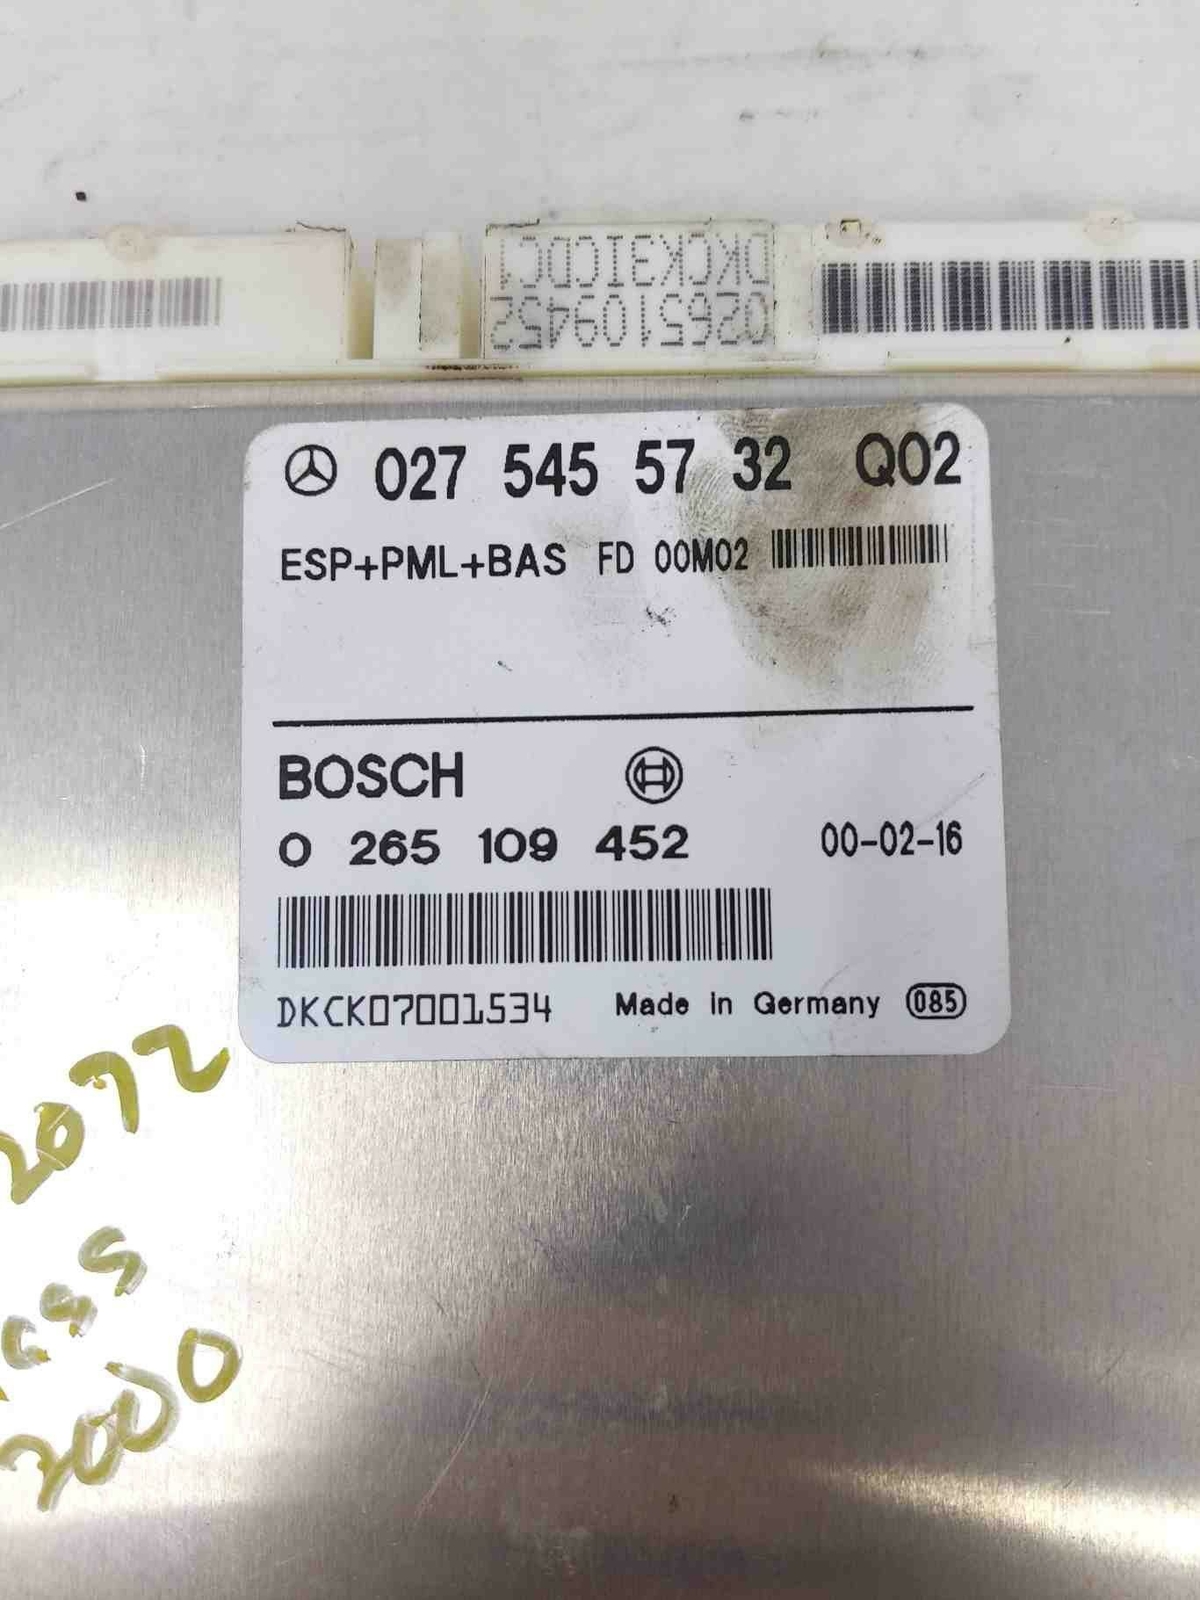 DKCK3ICDC1
0265109452
027 545 57 32 Q02
ESP+PML+BAS FD 00M02
BOSCH
0 265 109 452 00-02-16
DKCK07001534 Made in Germany 085
2072
2000